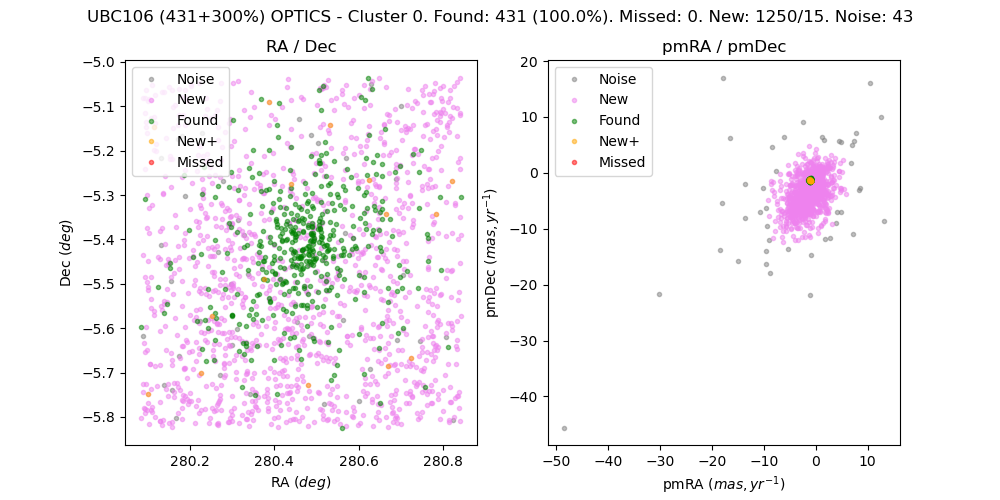 UBC106 (431+300%) OPTICS - Cluster 0. Found: 431 (100.0%). Missed: 0. New: 1250/15. Noise: 43
RA / Dec
−5.0
−5.1
−5.2
−5.3
−5.4
−5.5
−5.6
−5.7
−5.8
Dec (deg)
Noise
New
Found
New+
Missed
280.2
280.4
280.6
280.8
RA (deg)
pmRA / pmDec
20
10
0
−10
−20
−30
−40
pmDec (mas, yr⁻¹)
Noise
New
Found
New+
Missed
−50
−40
−30
−20
−10
0
10
pmRA (mas, yr⁻¹)